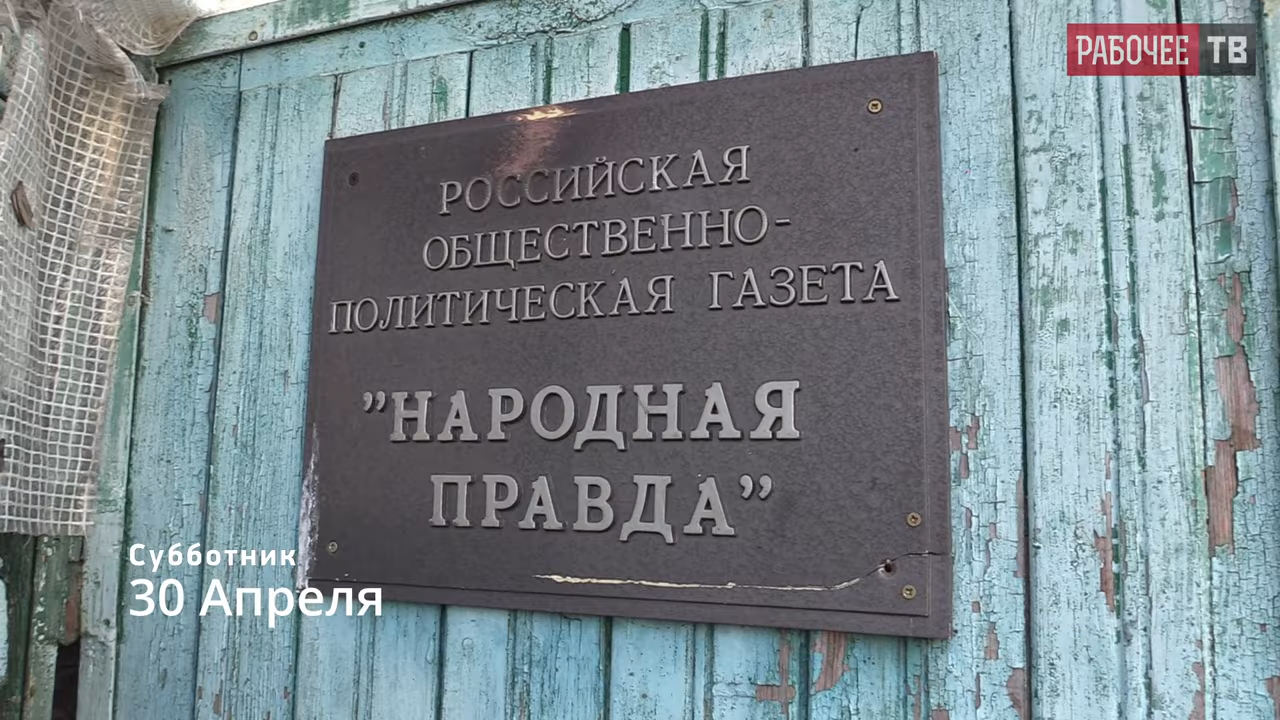 РАБОЧЕЕ ТВ
РОССИЙСКАЯ
ОБЩЕСТВЕННО-
ПОЛИТИЧЕСКАЯ ГАЗЕТА
"НАРОДНАЯ
ПРАВДА"
Субботник
30 Апреля